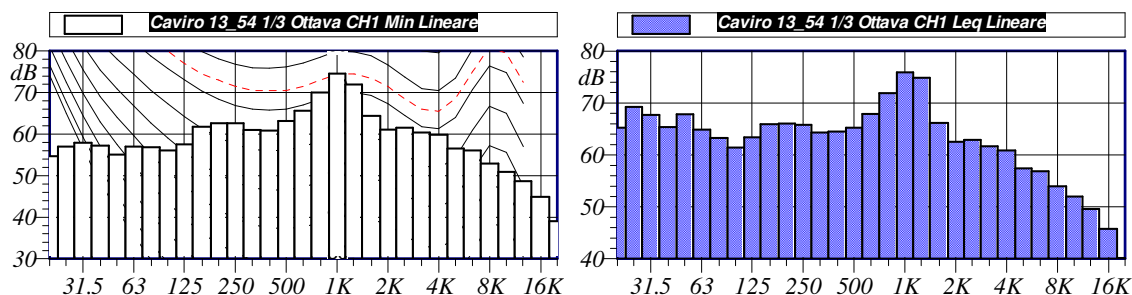 Caviro 13_54 1/3 Ottava CH1 Min Lineare
80
dB
70
60
50
40
30
31.5 63 125 250 500 1K 2K 4K 8K 16K
Caviro 13_54 1/3 Ottava CH1 Leq Lineare
80
dB
70
60
50
40
31.5 63 125 250 500 1K 2K 4K 8K 16K